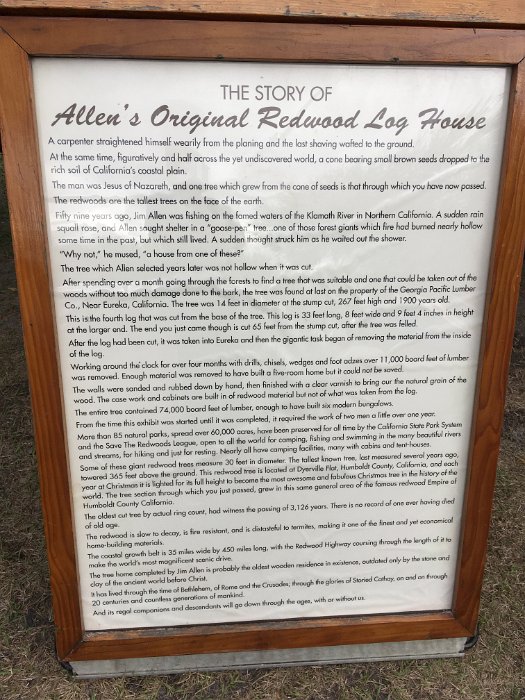 THE STORY OF
Allen's Original Redwood Log House
A carpenter straightened himself wearily from the planing and the last shaving wafted to the ground.
At the same time, figuratively and half across the yet undiscovered world, a cone bearing small brown seeds dropped to the
rich soil of California's coastal plain.
The man was Jesus of Nazareth, and one tree which grew from the cone of seeds is that through which you have now passed.
The redwoods are the tallest trees on the face of the earth.
Fifty nine years ago, Jim Allen was fishing on the famed waters of the Klamath River in Northern California. A sudden rain
squall rose, and Allen sought shelter in a "goose-pen" tree...one of those forest giants which fire had burned nearly hollow
some time in the past, but which still lived. A sudden thought struck him as he waited out the shower.
"Why not," he mused, "a house from one of these?"
The tree which Allen selected years later was not hollow when it was cut.
After spending over a month going through the forests to find a tree that was suitable and one that could be taken out of the
woods without too much damage done to the bark, the tree was found at last on the property of the Georgia Pacific Lumber
Co., Near Eureka, California. The tree was 14 feet in diameter at the stump cut, 267 feet high and 1900 years old.
This is the fourth log that was cut from the base of the tree. This log is 33 feet long, 8 feet wide and 9 feet 4 inches in height
at the larger end. The end you just came though is cut 65 feet from the stump cut, after the tree was felled.
After the log had been cut, it was taken into Eureka and then the gigantic task began of removing the material from the inside
of the log.
Working around the clock for over four months with drills, chisels, wedges and foot adzes over 11,000 board feet of lumber
was removed. Enough material was removed to have built a five-room home but it could not be saved.
The walls were sanded and rubbed down by hand, then finished with a clear varnish to bring our the natural grain of the
wood. The case work and cabinets are built in of redwood material but not of what was taken from the log.
The entire tree contained 74,000 board feet of lumber, enough to have built six modern bungalows.
From the time this exhibit was started until it was completed, it required the work of two men a little over one year.
More than 85 natural parks, spread over 60,000 acres, have been preserved for all time by the California State Park System
and the Save The Redwoods League, open to all the world for camping, fishing and swimming in the many beautiful rivers
and streams, for hiking and just for resting. Nearly all have camping facilities, many with cabins and tent-houses.
Some of these giant redwood trees measure 30 feet in diameter. The tallest known tree, last measured several years ago,
towered 365 feet above the ground. This redwood tree is located at Dyerville Flat, Humboldt County, California, and each
year at Christmas it is lighted for its full height to become the most awesome and fabulous Christmas tree in the history of the
world. The tree section through which you just passed, grew in this same general area of the famous redwood Empire of
Humboldt County California.
The oldest cut tree by actual ring count, had witness the passing of 3,126 years. There is no record of one ever having died
of old age.
The redwood is slow to decay, is fire resistant, and is distasteful to termites, making it one of the finest and yet economical
home-building materials.
The coastal growth belt is 35 miles wide by 450 miles long, with the Redwood Highway coursing through the length of it to
make the world's most magnificent scenic drive.
The tree home completed by Jim Allen is probably the oldest wooden residence in existence, outdated only by the stone and
clay of the ancient world before Christ.
It has lived through the time of Bethlehem, of Rome and the Crusades, through the glories of Storied Cathay, on and on through
20 centuries and countless generations of mankind.
And its regal companions and descendants will go down through the ages, with or without us.